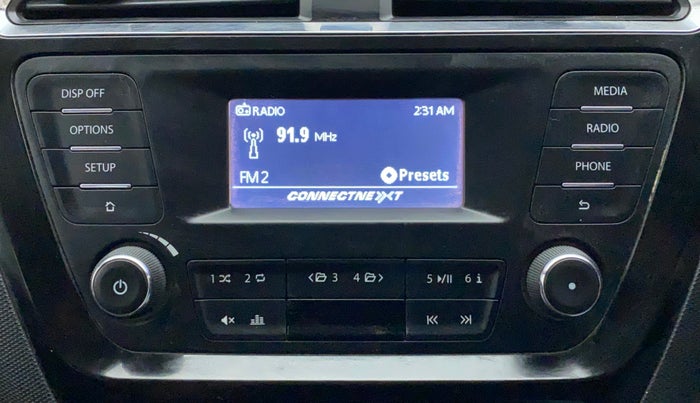 DISP OFF
OPTIONS
SETUP
RADIO 2:31 AM
91.9 MHz
FM 2 Presets
CONNECTNEXT
MEDIA
RADIO
PHONE
1 2 3 4 5 6 i